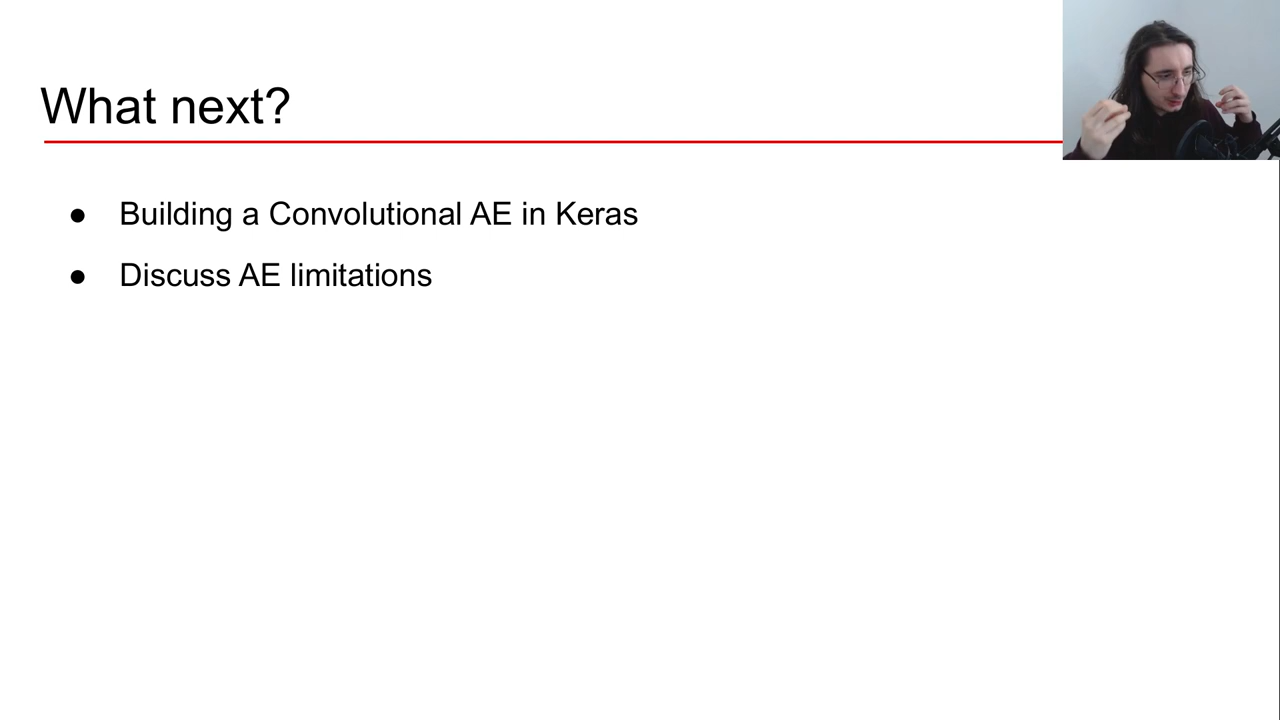 What next?
● Building a Convolutional AE in Keras
● Discuss AE limitations